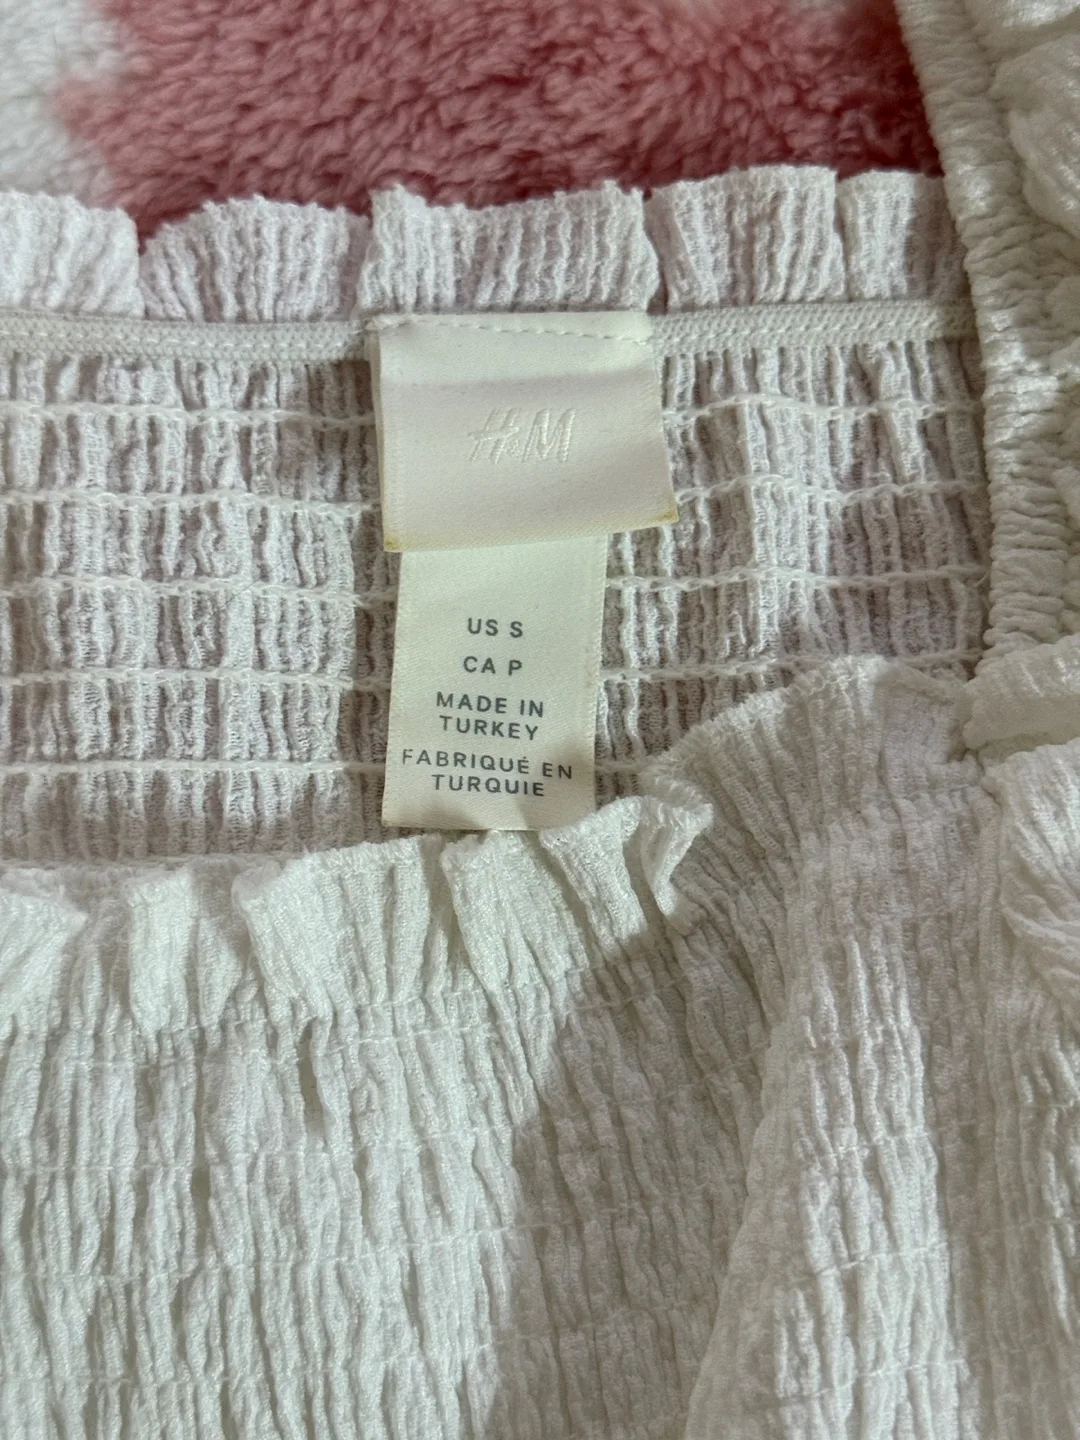 H&M
US S
CA P
MADE IN
TURKEY
FABRIQUÉ EN
TURQUIE